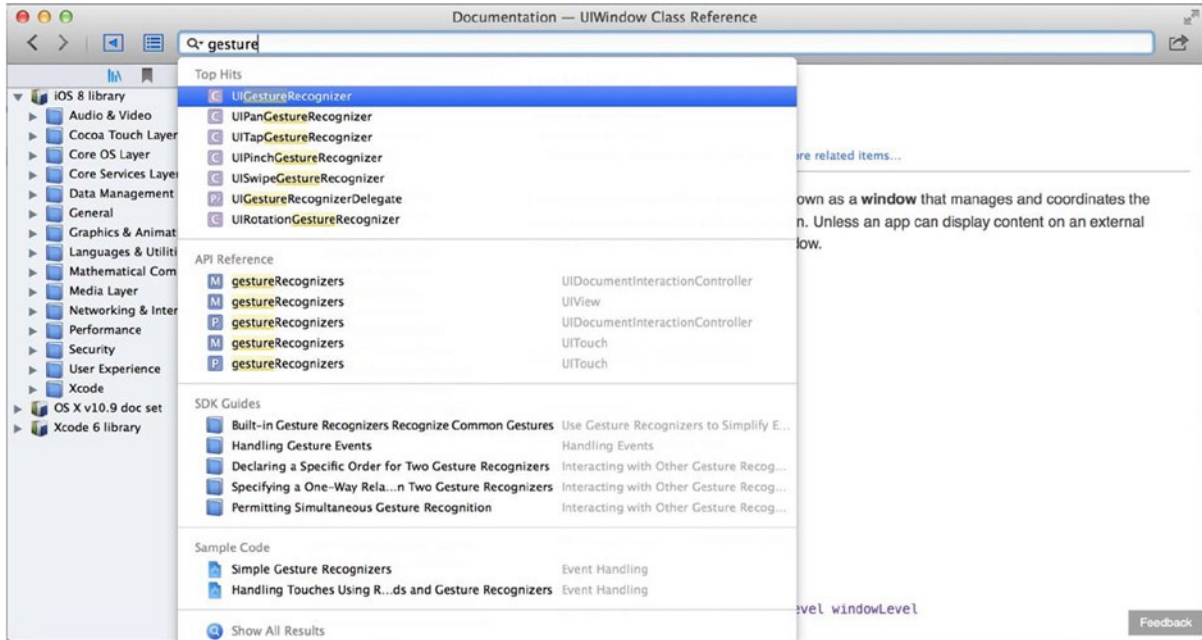 Documentation — UIWindow Class Reference
gesture
Top Hits
UIGestureRecognizer
UIPanGestureRecognizer
UITapGestureRecognizer
UIPinchGestureRecognizer
UISwipeGestureRecognizer
UIGestureRecognizerDelegate
UIRotationGestureRecognizer
API Reference
gestureRecognizers UIDocumentInteractionController
gestureRecognizers UIView
gestureRecognizers UIDocumentInteractionController
gestureRecognizers UITouch
gestureRecognizers UITouch
SDK Guides
Built-in Gesture Recognizers Recognize Common Gestures Use Gesture Recognizers to Simplify E...
Handling Gesture Events Handling Events
Declaring a Specific Order for Two Gesture Recognizers Interacting with Other Gesture Recog...
Specifying a One-Way Rela...n Two Gesture Recognizers Interacting with Other Gesture Recog...
Permitting Simultaneous Gesture Recognition Interacting with Other Gesture Recog...
Sample Code
Simple Gesture Recognizers Event Handling
Handling Touches Using R...ds and Gesture Recognizers Event Handling
Show All Results
iOS 8 library
Audio & Video
Cocoa Touch Layer
Core OS Layer
Core Services Laye
Data Management
General
Graphics & Animat
Languages & Utiliti
Mathematical Com
Media Layer
Networking & Inter
Performance
Security
User Experience
Xcode
OS X v10.9 doc set
Xcode 6 library
re related items...
own as a window that manages and coordinates the
n. Unless an app can display content on an external
low.
evel windowLevel
Feedback